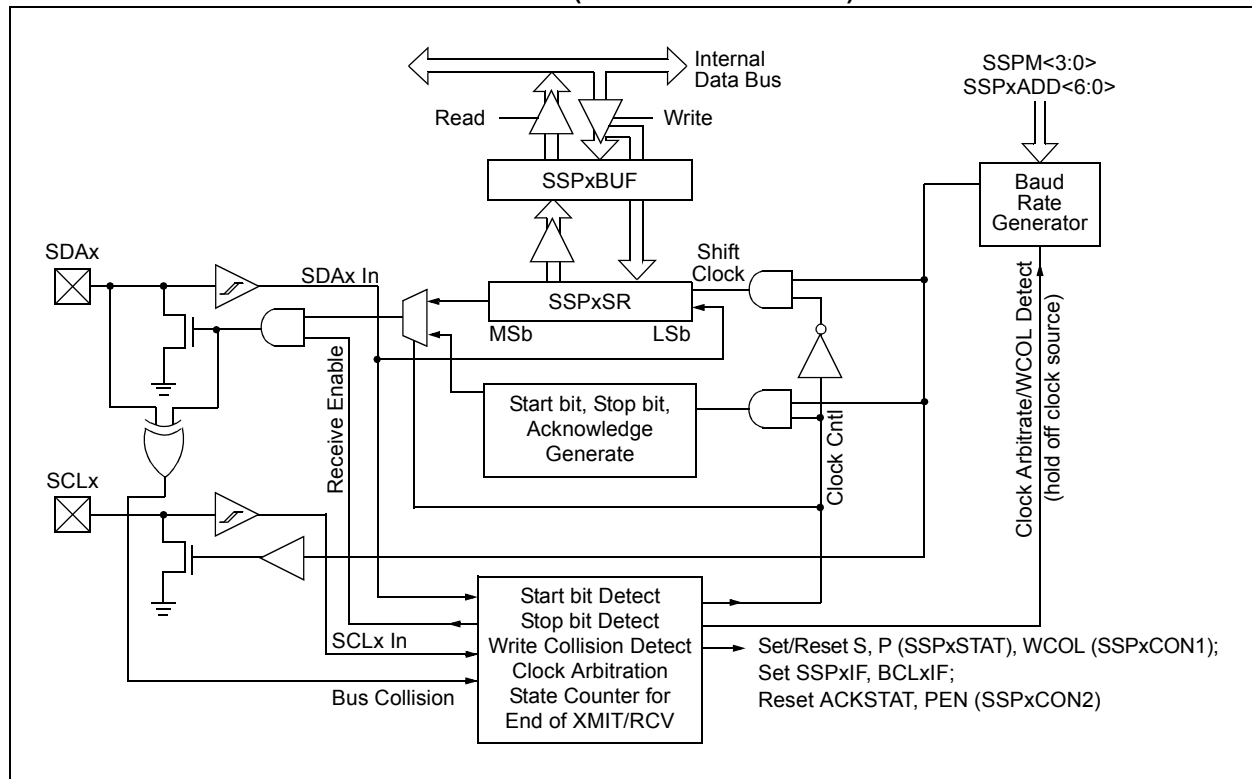 Internal
Data Bus
SSPM<3:0>
SSPxADD<6:0>
Read
Write
SSPxBUF
Baud
Rate
Generator
SDAx
SDAx In
Shift
Clock
SSPxSR
MSb
LSb
Start bit, Stop bit,
Acknowledge
Generate
Receive Enable
Clock Cntl
Clock Arbitrate/WCOL Detect
(hold off clock source)
SCLx
SCLx In
Bus Collision
Start bit Detect
Stop bit Detect
Write Collision Detect
Clock Arbitration
State Counter for
End of XMIT/RCV
Set/Reset S, P (SSPxSTAT), WCOL (SSPxCON1);
Set SSPxIF, BCLxIF;
Reset ACKSTAT, PEN (SSPxCON2)